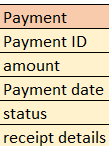 Payment
Payment ID
amount
Payment date
status
receipt details